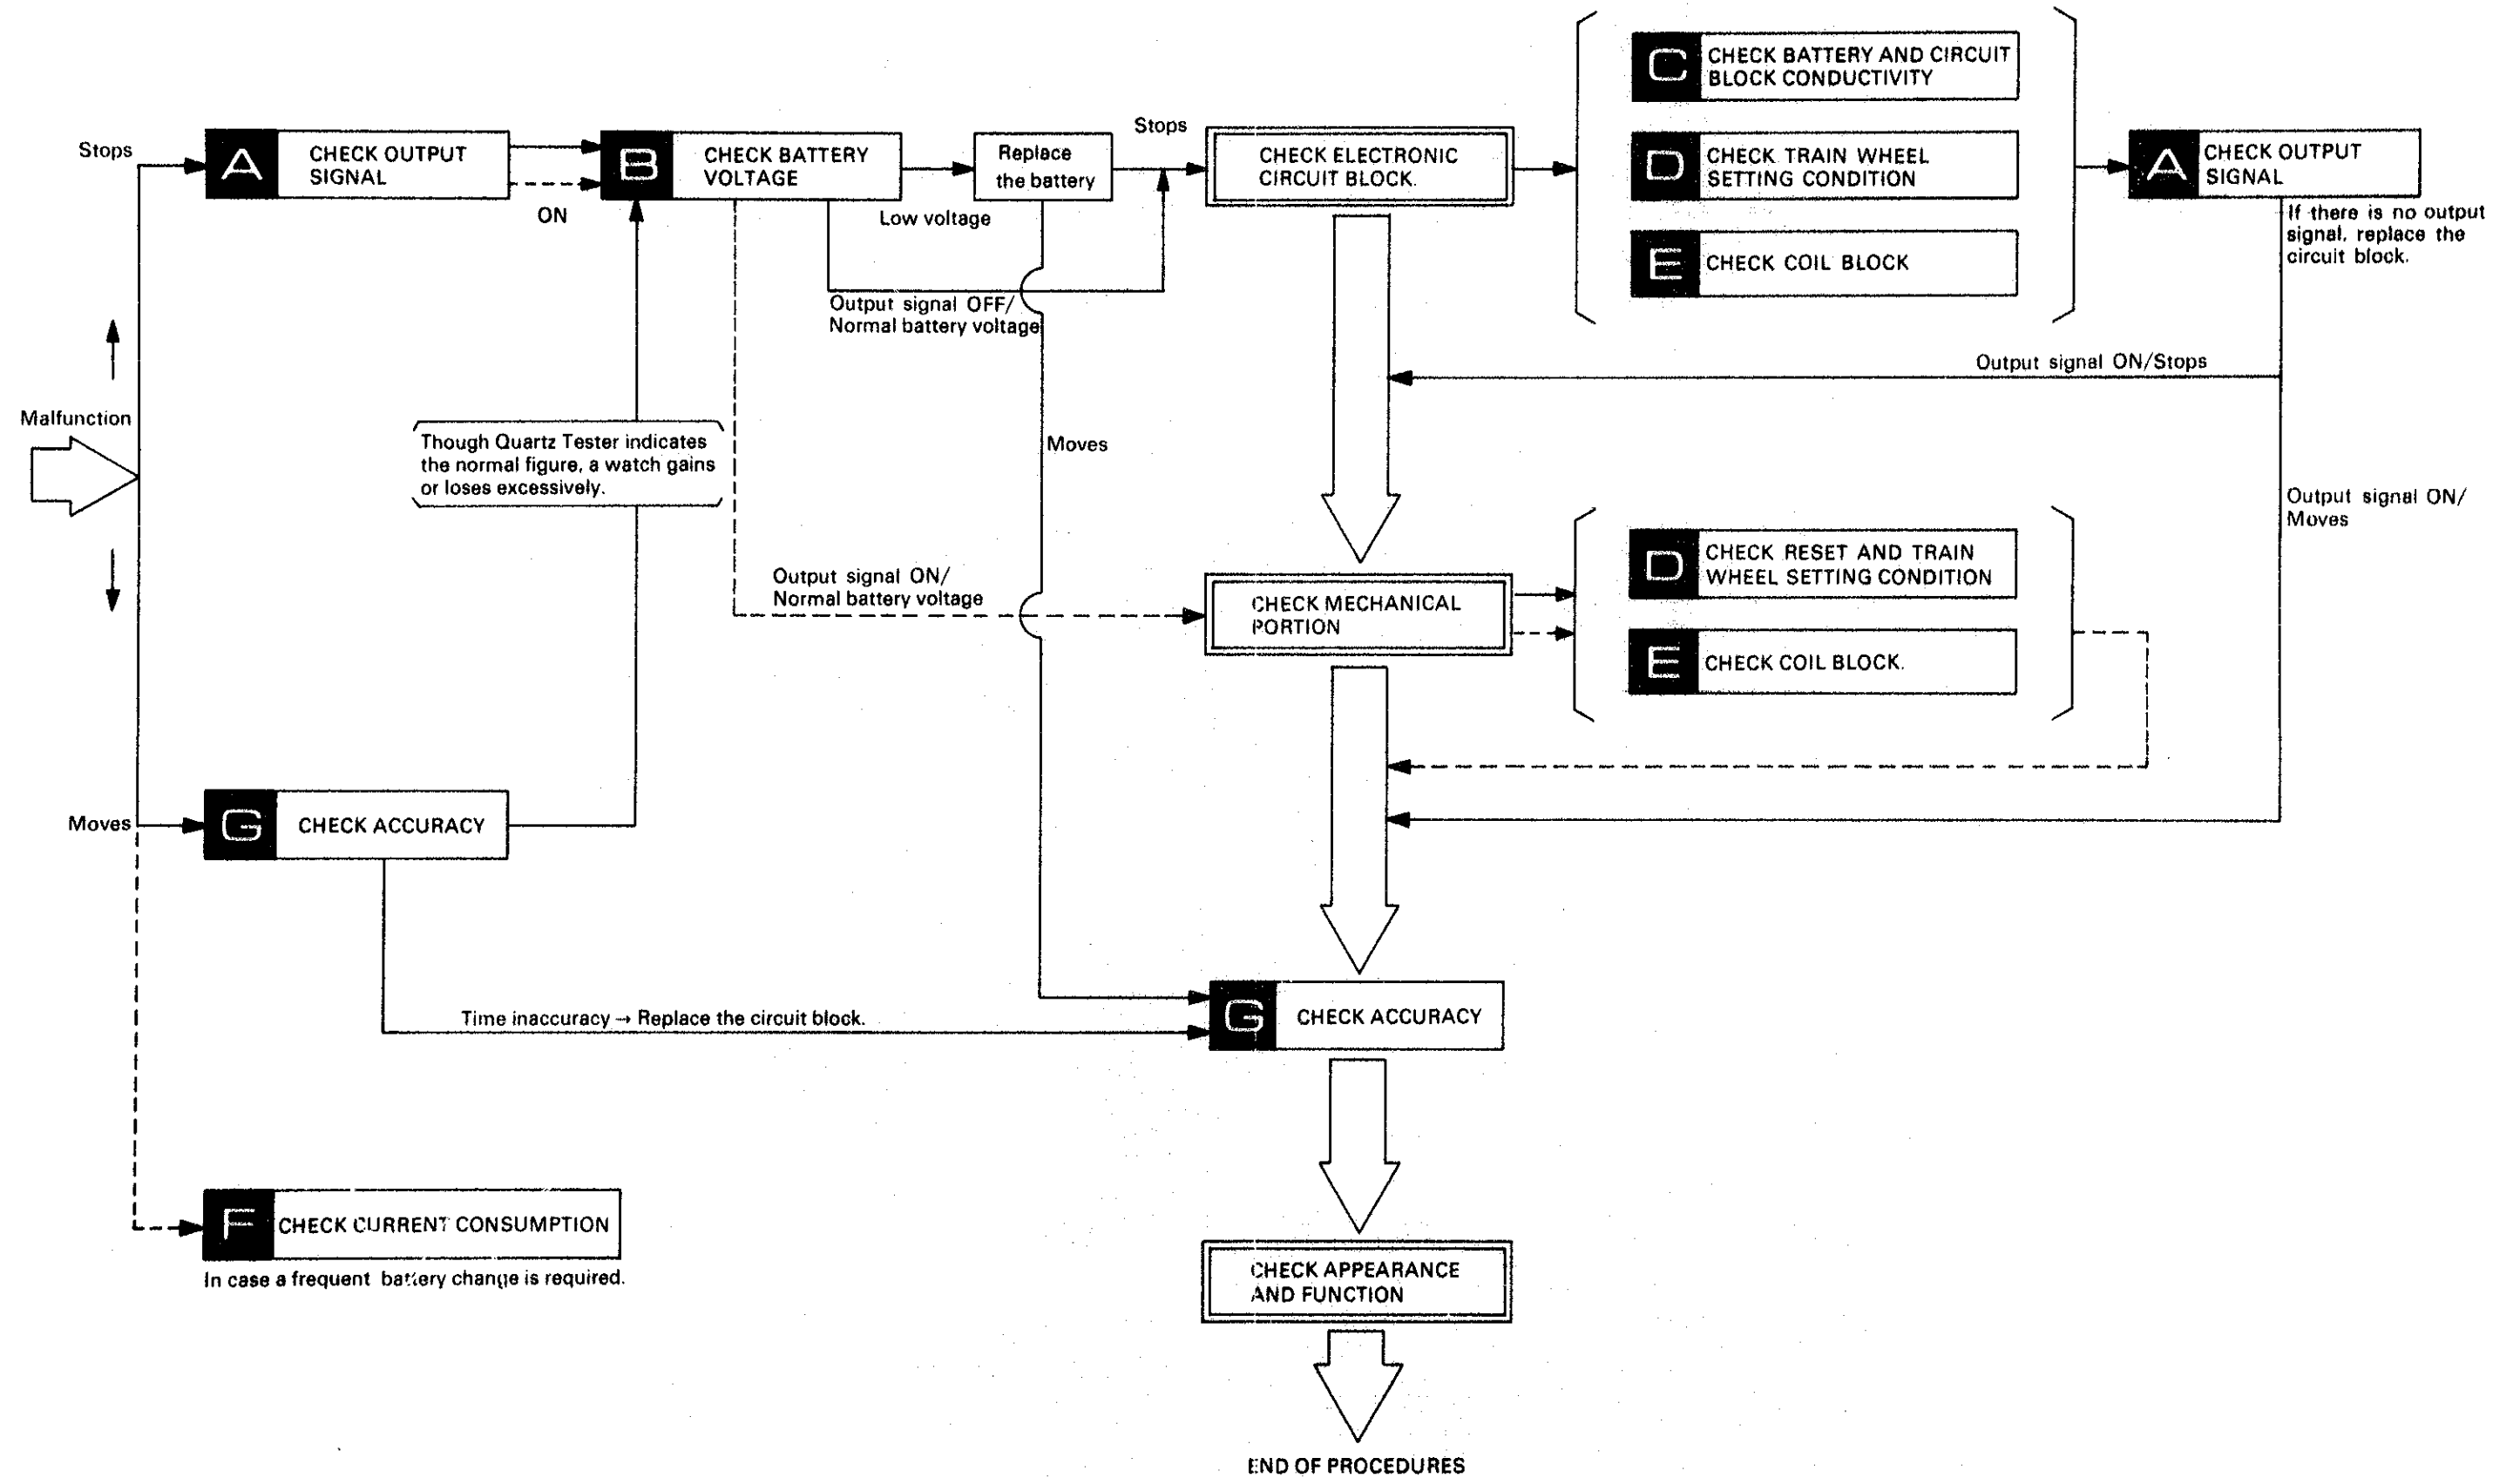 Malfunction
Stops
A
CHECK OUTPUT
SIGNAL
ON
B
CHECK BATTERY
VOLTAGE
Low voltage
Replace
the battery
Stops
CHECK ELECTRONIC
CIRCUIT BLOCK.
C
CHECK BATTERY AND CIRCUIT
BLOCK CONDUCTIVITY
D
CHECK TRAIN WHEEL
SETTING CONDITION
E
CHECK COIL BLOCK
A
CHECK OUTPUT
SIGNAL
If there is no output
signal, replace the
circuit block.
Output signal OFF/
Normal battery voltage
Output signal ON/Stops
Though Quartz Tester indicates
the normal figure, a watch gains
or loses excessively.
Moves
Output signal ON/
Moves
Output signal ON/
Normal battery voltage
CHECK MECHANICAL
PORTION
D
CHECK RESET AND TRAIN
WHEEL SETTING CONDITION
E
CHECK COIL BLOCK.
Moves
G
CHECK ACCURACY
Time inaccuracy → Replace the circuit block.
G
CHECK ACCURACY
F
CHECK CURRENT CONSUMPTION
In case a frequent battery change is required.
CHECK APPEARANCE
AND FUNCTION
END OF PROCEDURES